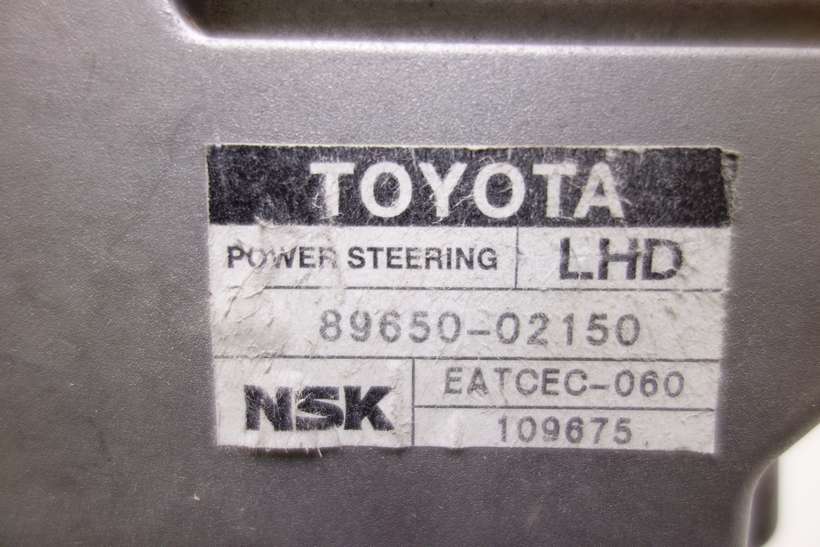 TOYOTA
POWER STEERING LHD
89650-02150
NSK EATCEC-060
109675